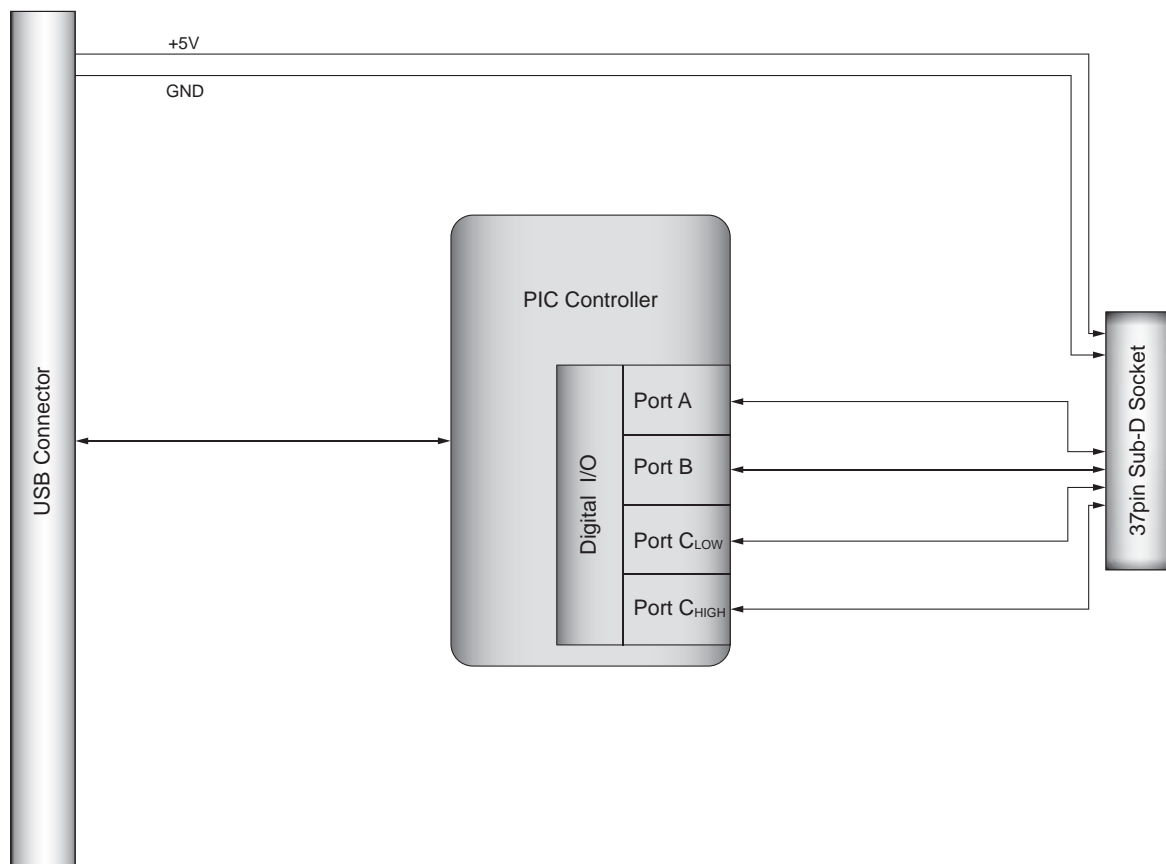 +5V
GND
USB Connector
PIC Controller
Digital I/O
Port A
Port B
Port CLOW
Port CHIGH
37pin Sub-D Socket